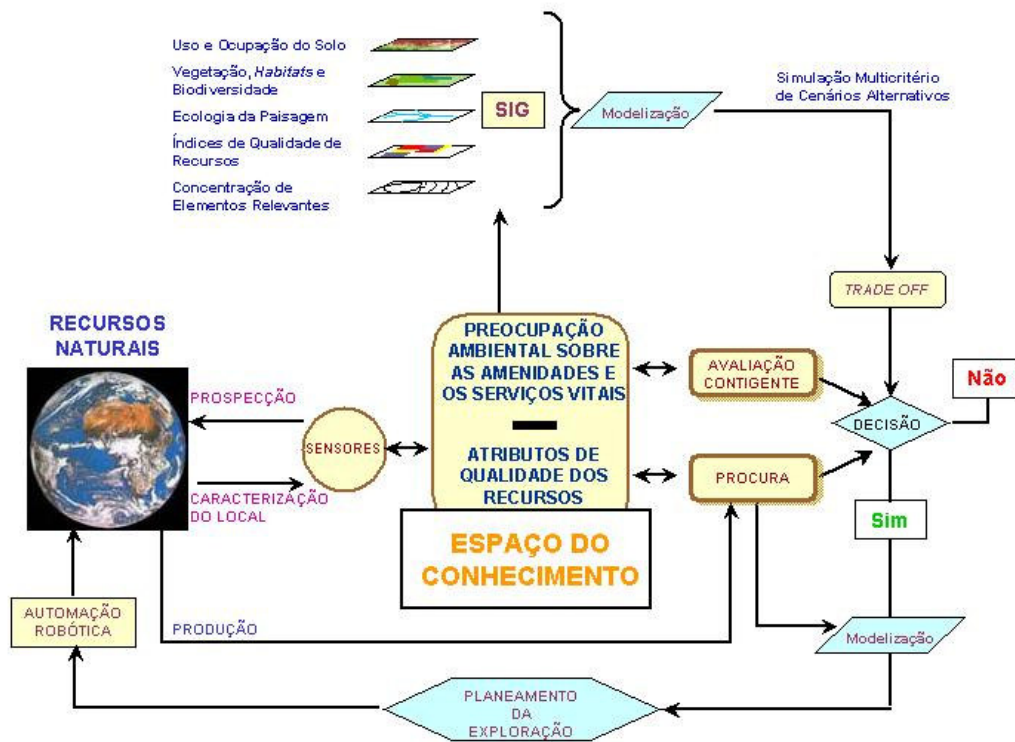 Uso e Ocupação do Solo
Vegetação, Habitats e
Biodiversidade
Ecologia da Paisagem
Índices de Qualidade de
Recursos
Concentração de
Elementos Relevantes
SIG
Modelização
Simulação Multicritério
de Cenários Alternativos
TRADE OFF
RECURSOS
NATURAIS
PROSPECÇÃO
SENSORES
CARACTERIZAÇÃO
DO LOCAL
PREOCUPAÇÃO
AMBIENTAL SOBRE
AS AMENIDADES E
OS SERVIÇOS VITAIS
ATRIBUTOS DE
QUALIDADE DOS
RECURSOS
ESPAÇO DO
CONHECIMENTO
AVALIAÇÃO
CONTIGENTE
PROCURA
DECISÃO
Não
Sim
AUTOMAÇÃO
ROBÓTICA
PRODUÇÃO
Modelização
PLANEAMENTO
DA
EXPLORAÇÃO